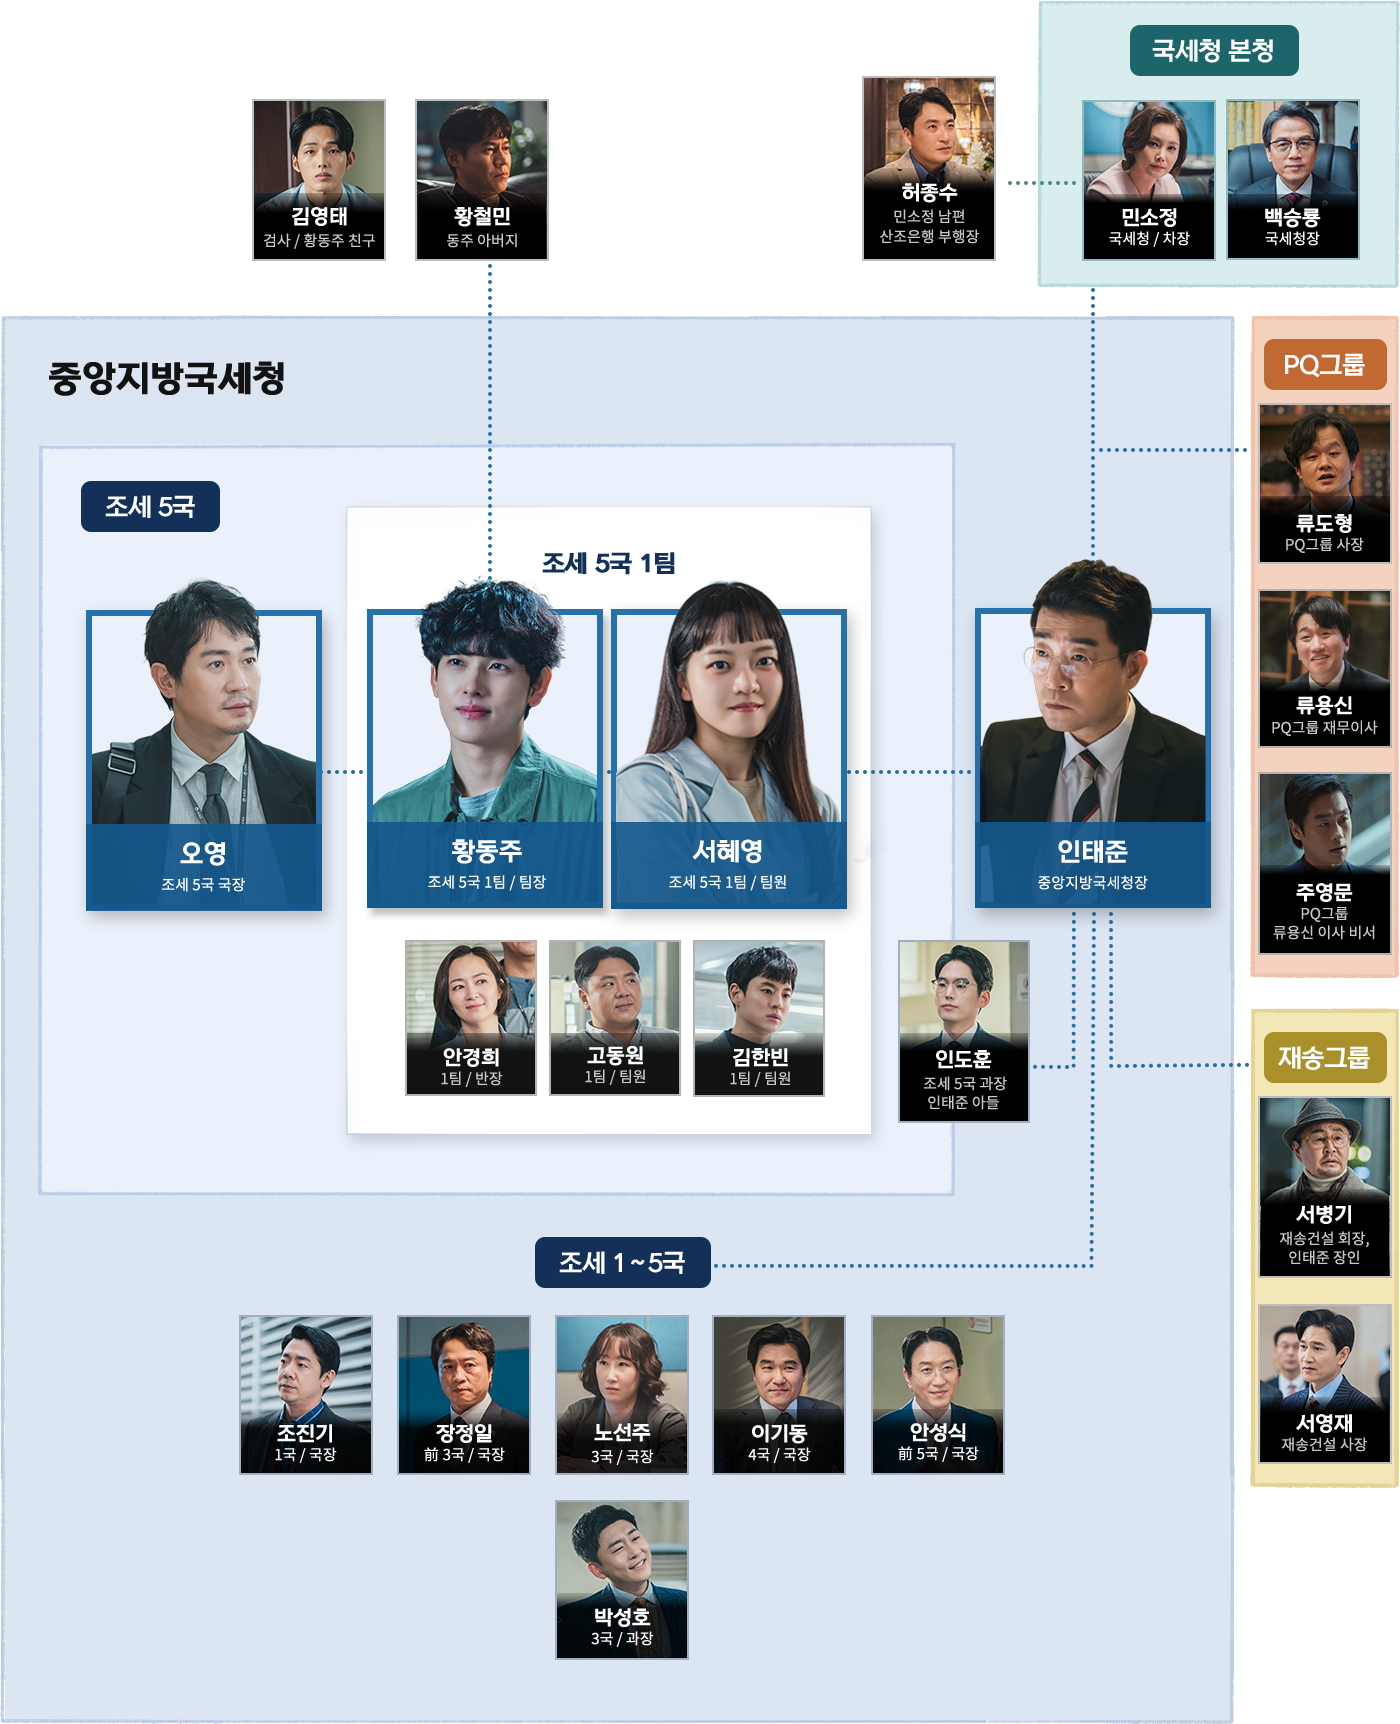 국세청 본청
김영태
검사 / 황동주 친구
황철민
동주 아버지
허종수
민소정 남편
산조은행 부행장
민소정
국세청 / 차장
백승룡
국세청장
중앙지방국세청
PQ그룹
류도형
PQ그룹 사장
류용신
PQ그룹 재무이사
주영문
PQ그룹
류용신 이사 비서
조세 5국
조세 5국 1팀
오영
조세 5국 국장
황동주
조세 5국 1팀 / 팀장
서혜영
조세 5국 1팀 / 팀원
인태준
중앙지방국세청장
안경희
1팀 / 반장
고동원
1팀 / 팀원
김한빈
1팀 / 팀원
인도훈
조세 5국 과장
인태준 아들
재송그룹
서병기
재송건설 회장,
인태준 장인
서영재
재송건설 사장
조세 1 ~ 5국
조진기
1국 / 국장
장정일
前 3국 / 국장
노선주
3국 / 국장
이기동
4국 / 국장
안성식
前 5국 / 국장
박성호
3국 / 과장